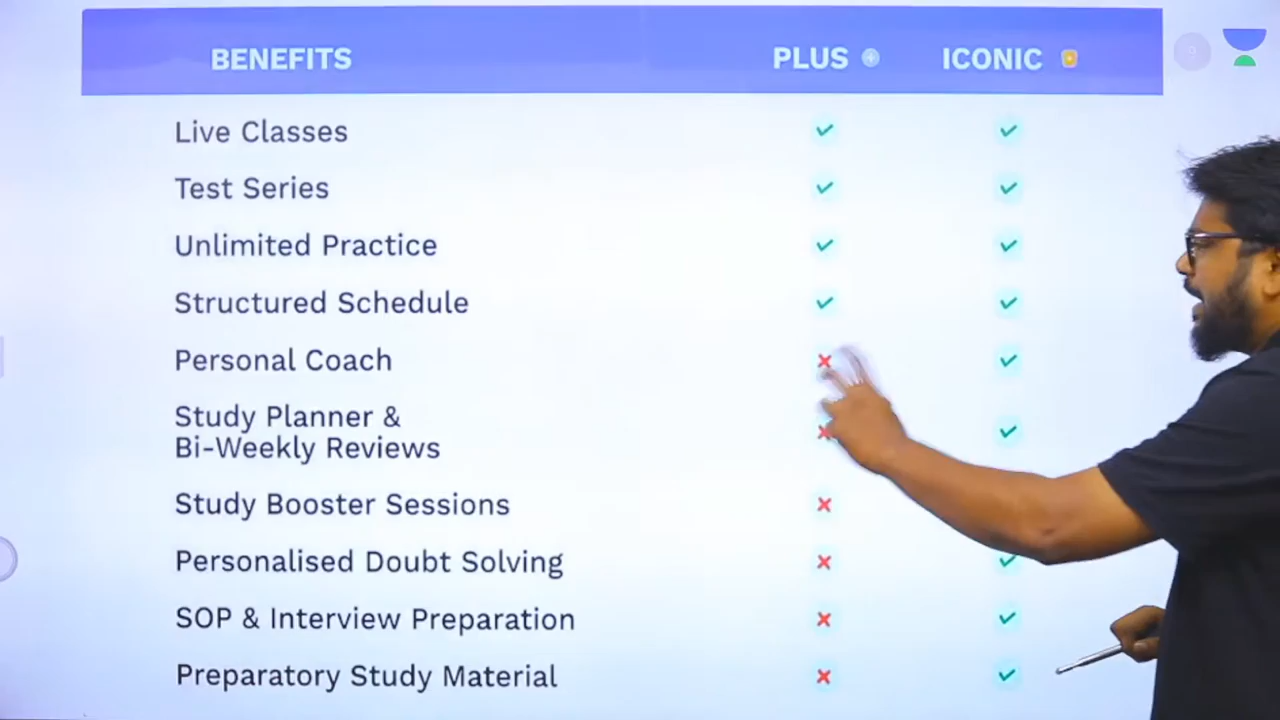 BENEFITS PLUS ICONIC
Live Classes
Test Series
Unlimited Practice
Structured Schedule
Personal Coach
Study Planner &
Bi-Weekly Reviews
Study Booster Sessions
Personalised Doubt Solving
SOP & Interview Preparation
Preparatory Study Material